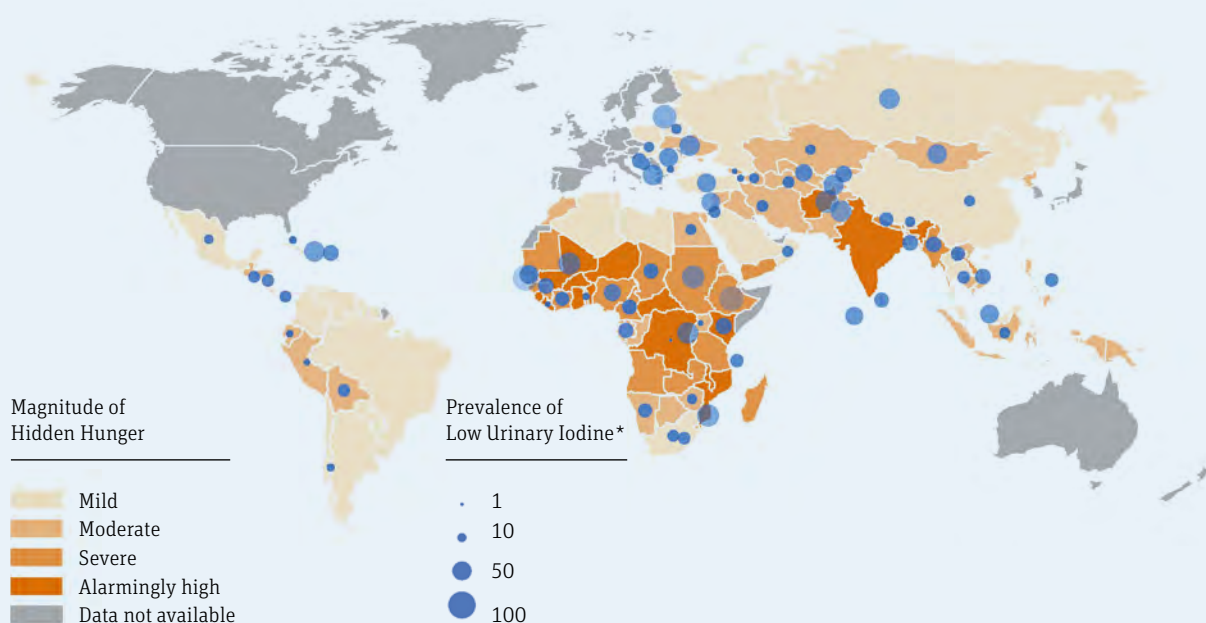 Magnitude of
Hidden Hunger
Mild
Moderate
Severe
Alarmingly high
Data not available
Prevalence of
Low Urinary Iodine*
1
10
50
100